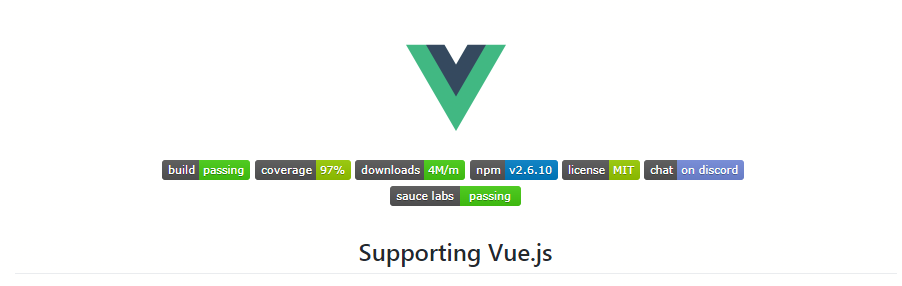 build passing coverage 97% downloads 4M/m npm v2.6.10 license MIT chat on discord
sauce labs passing
Supporting Vue.js